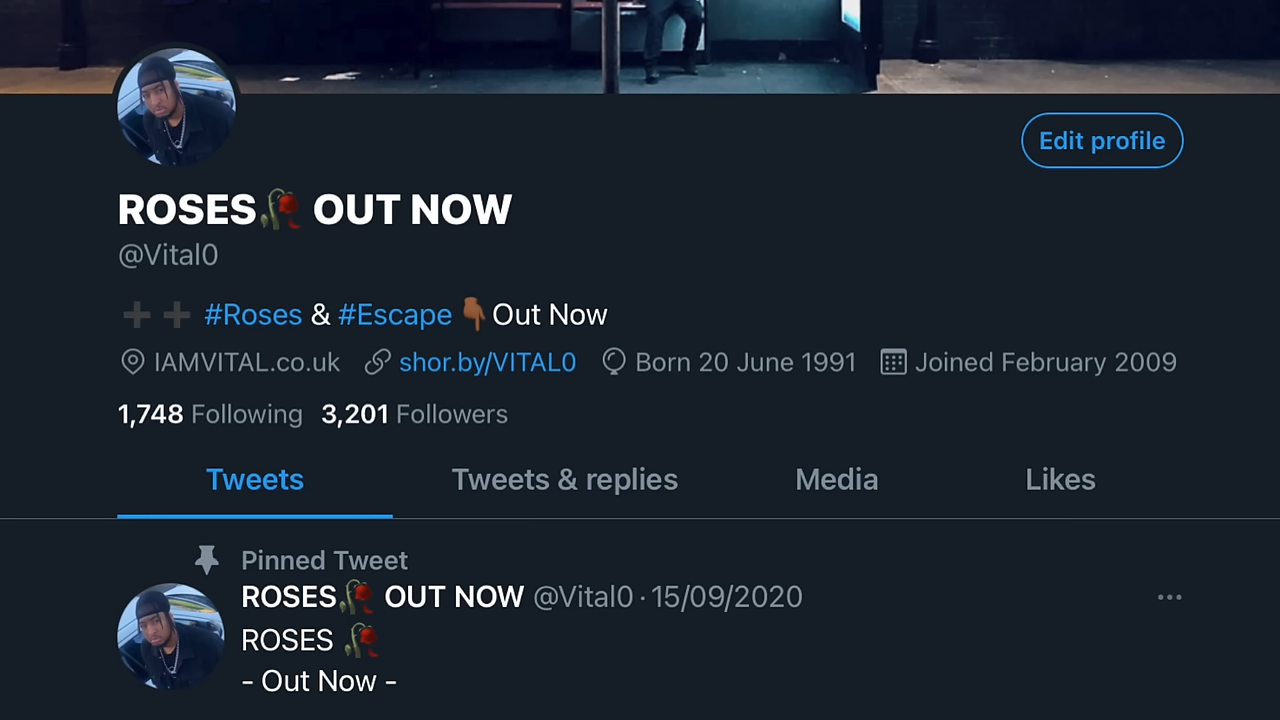 Edit profile
ROSES🥀 OUT NOW
@Vital0
➕ ➕ #Roses & #Escape 👇🏾 Out Now
IAMVITAL.co.uk shor.by/VITAL0 Born 20 June 1991 Joined February 2009
1,748 Following 3,201 Followers
Tweets Tweets & replies Media Likes
Pinned Tweet
ROSES🥀 OUT NOW @Vital0 · 15/09/2020 ···
ROSES 🥀
- Out Now -